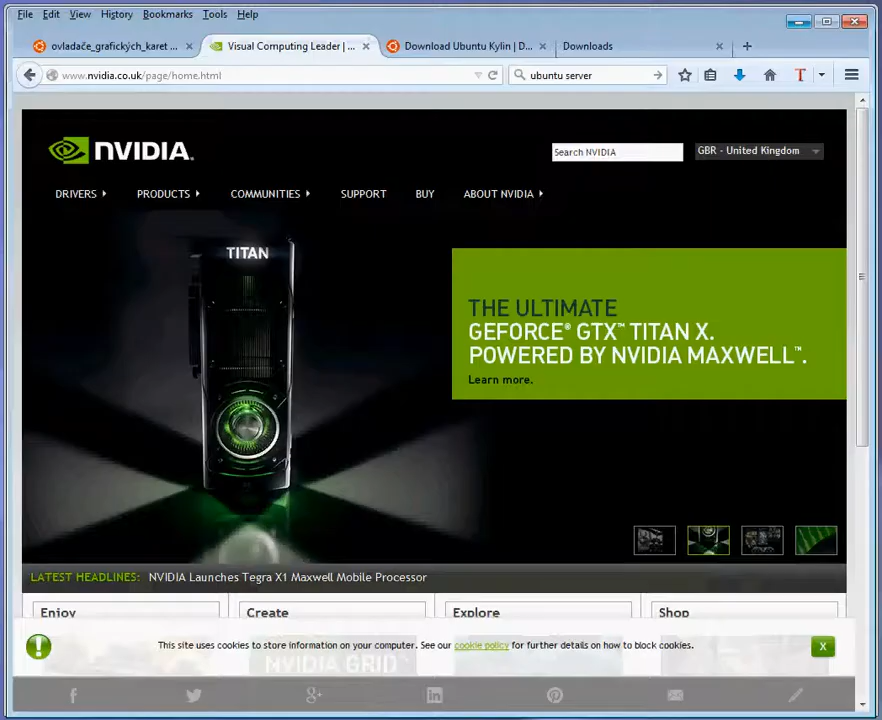 File Edit View History Bookmarks Tools Help
ovladače_grafických_karet ... × Visual Computing Leader | ... × Download Ubuntu Kylin | D... × Downloads × +
www.nvidia.co.uk/page/home.html ubuntu server
NVIDIA.
Search NVIDIA
GBR - United Kingdom
DRIVERS PRODUCTS COMMUNITIES SUPPORT BUY ABOUT NVIDIA
TITAN
THE ULTIMATE
GEFORCE® GTX™ TITAN X.
POWERED BY NVIDIA MAXWELL™.
Learn more.
LATEST HEADLINES: NVIDIA Launches Tegra X1 Maxwell Mobile Processor
Enjoy Create Explore Shop
This site uses cookies to store information on your computer. See our cookie policy for further details on how to block cookies. X
NVIDIA GRID™